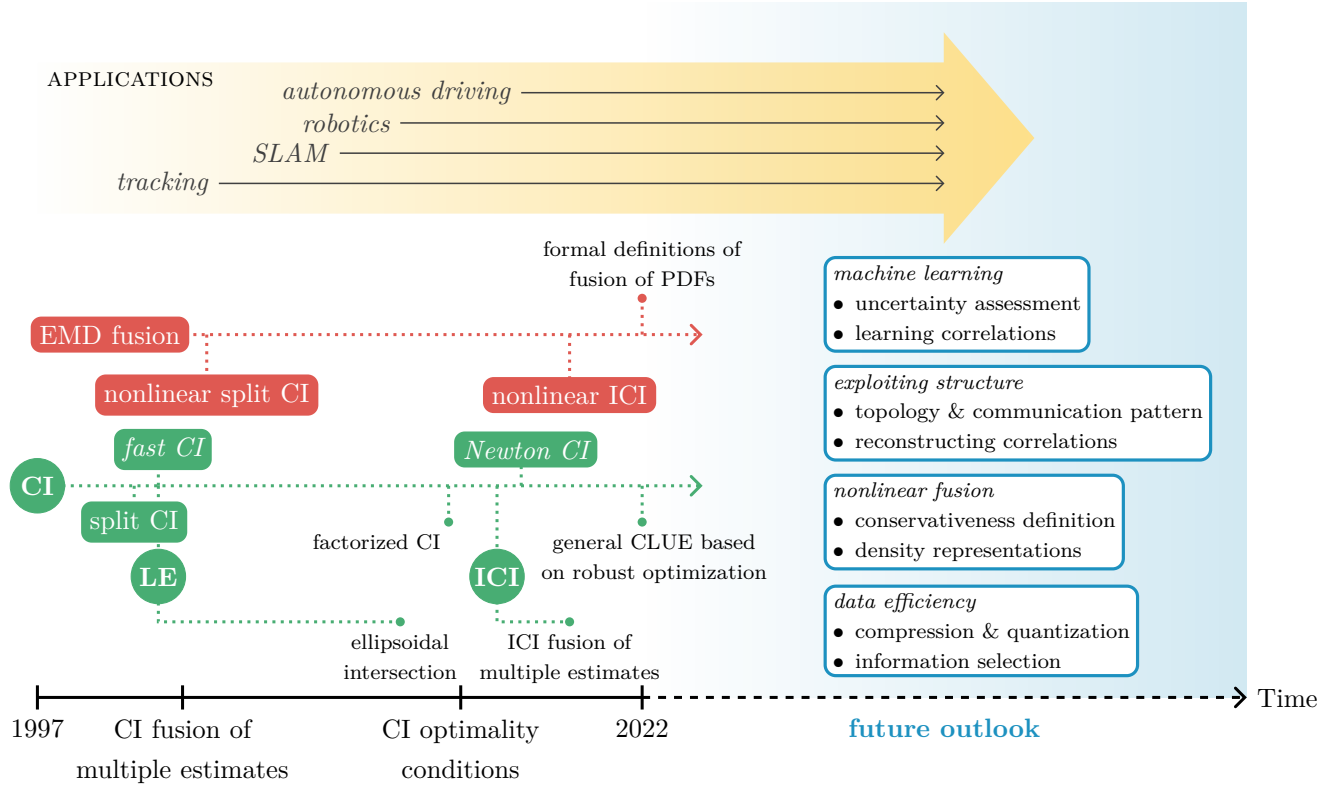 APPLICATIONS
autonomous driving
robotics
SLAM
tracking
formal definitions of
fusion of PDFs
EMD fusion
nonlinear split CI
nonlinear ICI
fast CI
Newton CI
CI
split CI
factorized CI
general CLUE based
on robust optimization
LE
ICI
ellipsoidal
intersection
ICI fusion of
multiple estimates
machine learning
• uncertainty assessment
• learning correlations
exploiting structure
• topology & communication pattern
• reconstructing correlations
nonlinear fusion
• conservativeness definition
• density representations
data efficiency
• compression & quantization
• information selection
Time
1997
CI fusion of
multiple estimates
CI optimality
conditions
2022
future outlook